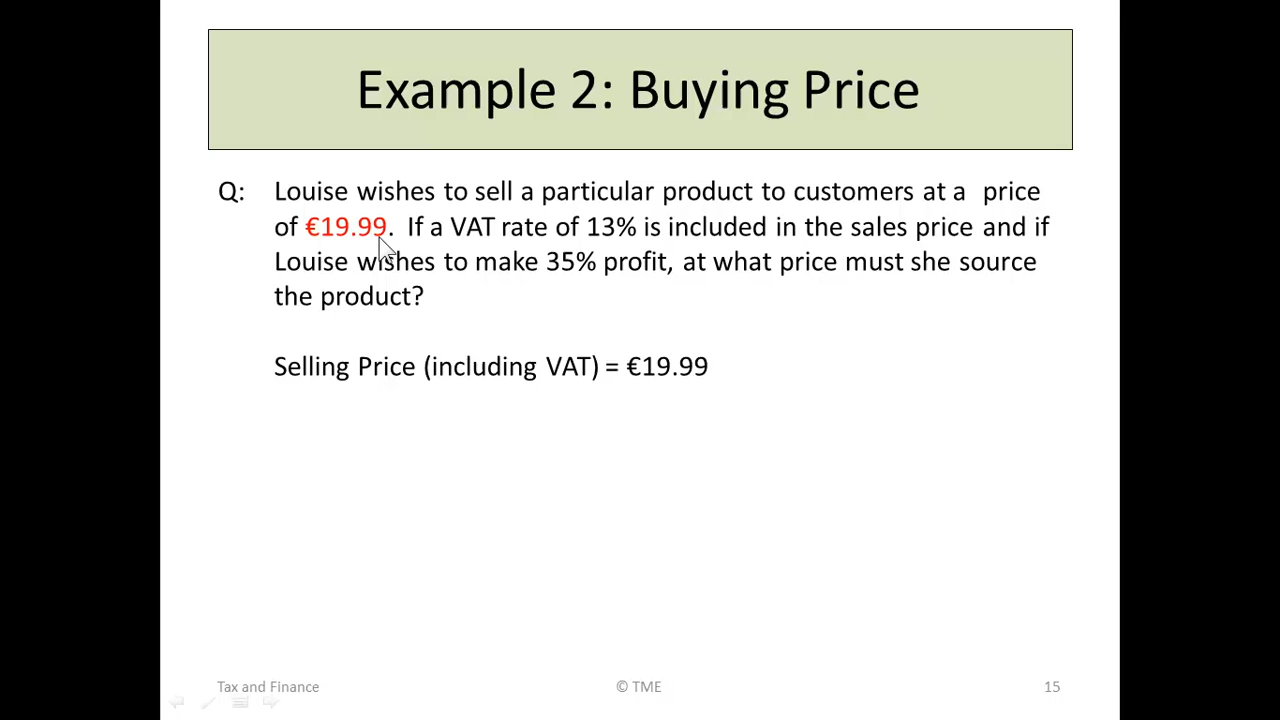 Example 2: Buying Price
Q: Louise wishes to sell a particular product to customers at a price
of €19.99. If a VAT rate of 13% is included in the sales price and if
Louise wishes to make 35% profit, at what price must she source
the product?
Selling Price (including VAT) = €19.99
Tax and Finance
© TME
15